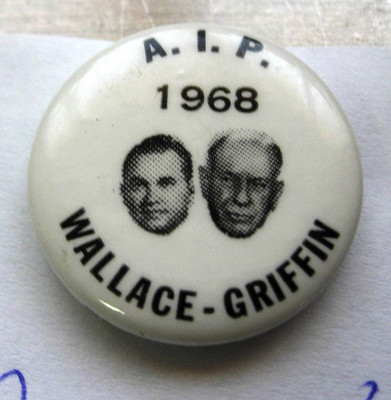 A. I. P.
1968
WALLACE - GRIFFIN